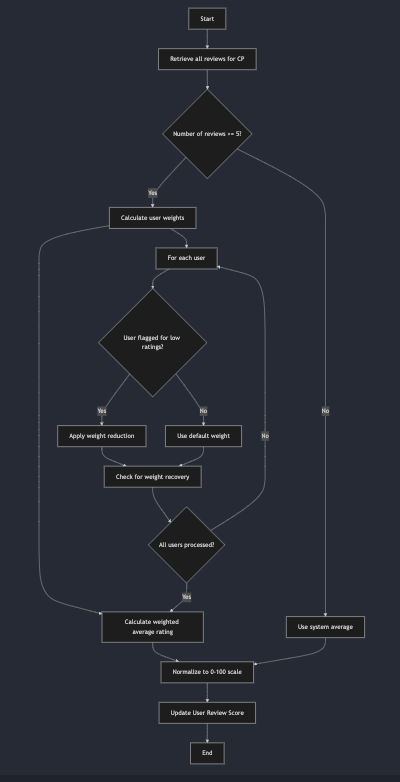 Start
Retrieve all reviews for CP
Number of reviews >= 5?
Yes
Calculate user weights
For each user
User flagged for low
ratings?
Yes
No
No
Apply weight reduction
Use default weight
No
Check for weight recovery
All users processed?
Yes
Calculate weighted
average rating
Use system average
Normalize to 0-100 scale
Update User Review Score
End